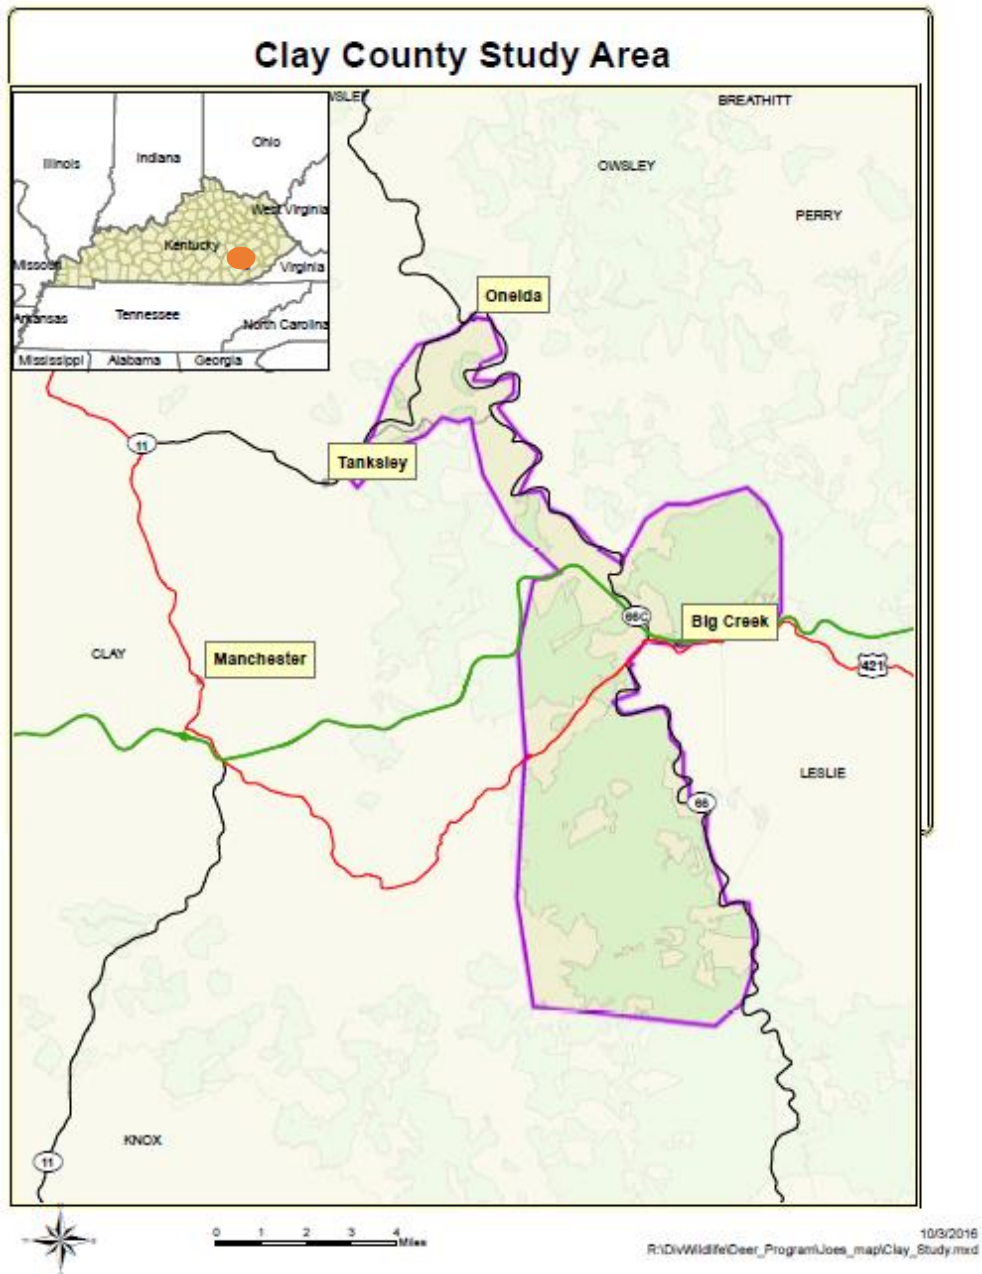 Clay County Study Area
BREATHITT
OWSLEY
PERRY
Illinois
Indiana
Ohio
West Virginia
Kentucky
Virginia
Tennessee
North Carolina
Arkansas
Mississippi
Alabama
Georgia
Oneida
11
Tanksley
66C
Big Creek
CLAY
Manchester
421
LESLIE
66
KNOX
11
0 1 2 3 4
Miles
10/3/2016
R:\DivWildlife\Deer_Program\Joes_map\Clay_Study.mxd